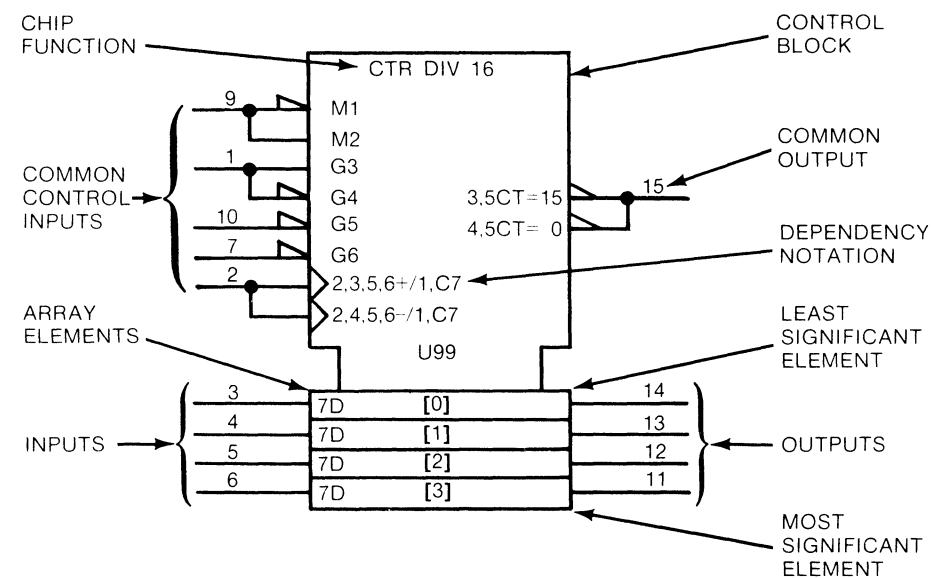 CHIP
FUNCTION
CONTROL
BLOCK
CTR DIV 16
9
M1
M2
1
G3
COMMON
CONTROL
INPUTS
G4
10
G5
7
G6
2
2,3,5,6+/1,C7
2,4,5,6−/1,C7
3,5CT=15
4,5CT= 0
15
COMMON
OUTPUT
DEPENDENCY
NOTATION
ARRAY
ELEMENTS
U99
LEAST
SIGNIFICANT
ELEMENT
INPUTS
3
7D [0]
14
4
7D [1]
13
5
7D [2]
12
6
7D [3]
11
OUTPUTS
MOST
SIGNIFICANT
ELEMENT